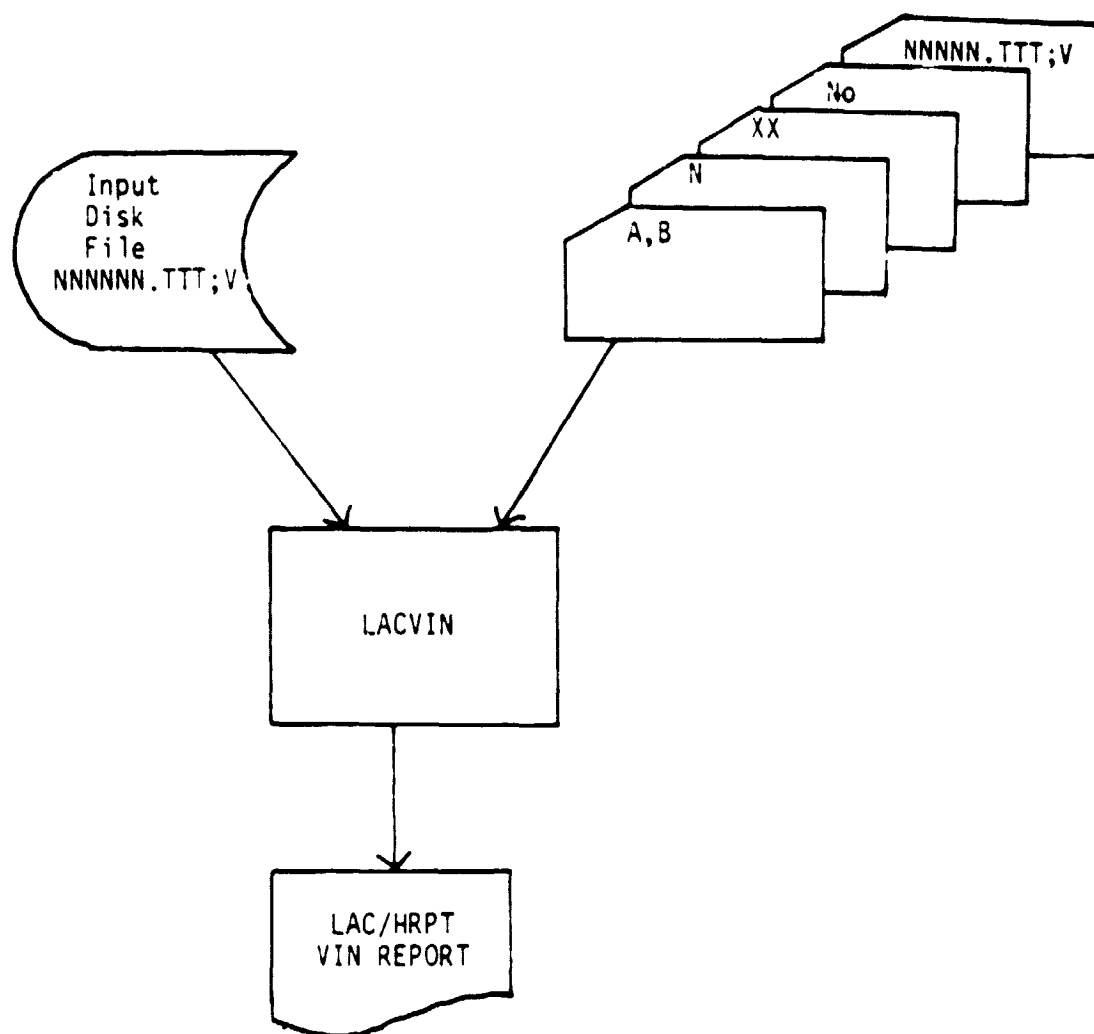 NNNNN.TTT;V
No
XX
N
A,B
Input
Disk
File
NNNNNN.TTT;V
LACVIN
LAC/HRPT
VIN REPORT